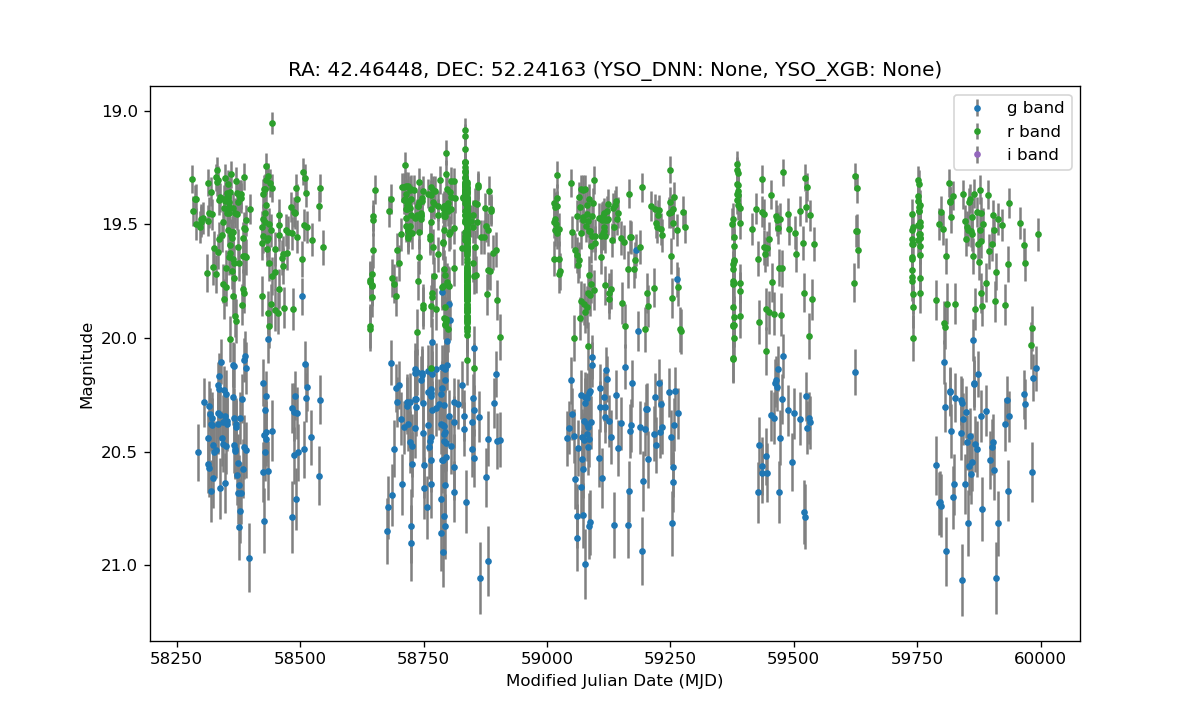 RA: 42.46448, DEC: 52.24163 (YSO_DNN: None, YSO_XGB: None)
g band
r band
i band
19.0
19.5
20.0
20.5
21.0
Magnitude
58250 58500 58750 59000 59250 59500 59750 60000
Modified Julian Date (MJD)